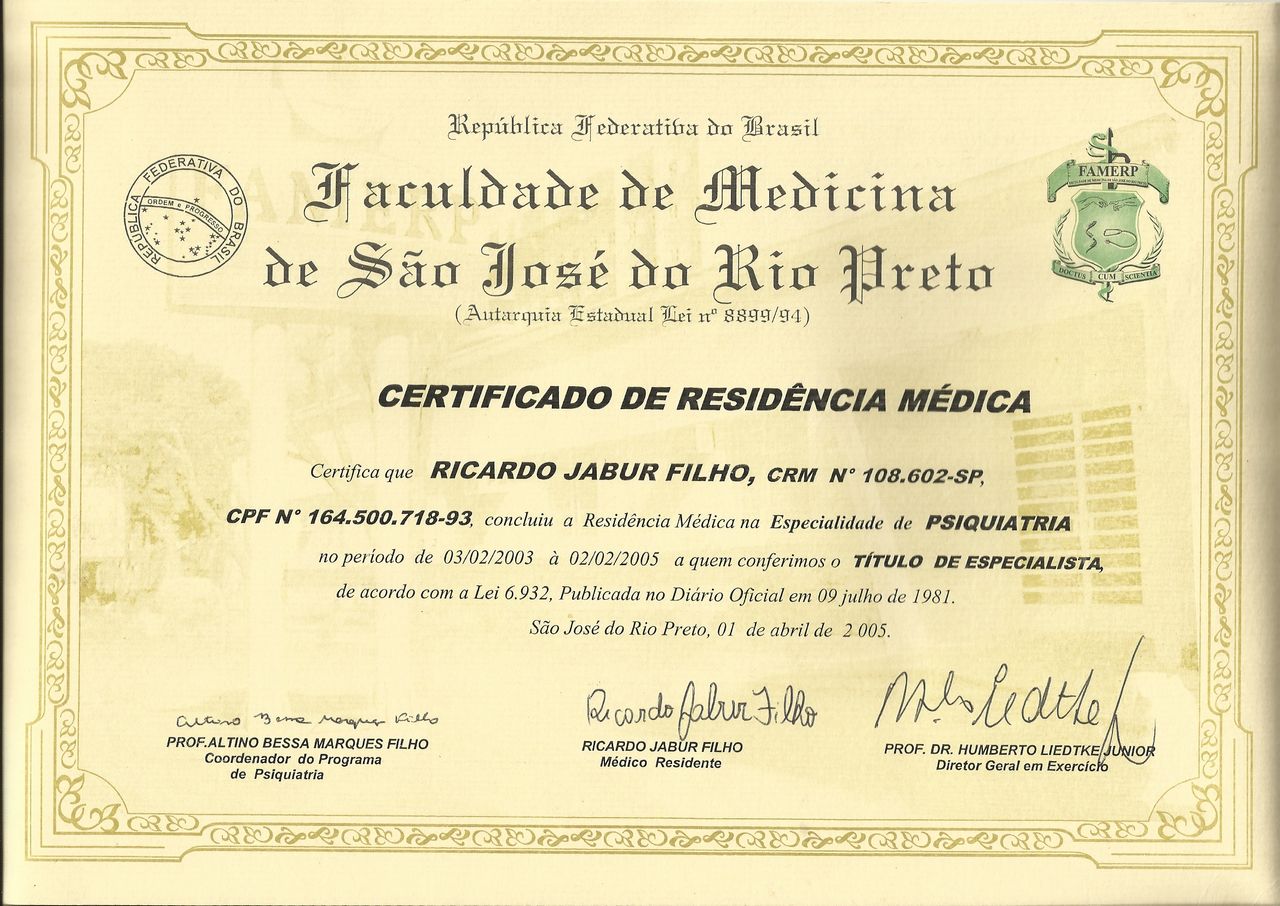 República Federativa do Brasil
Faculdade de Medicina
de São José do Rio Preto
(Autarquia Estadual Lei nº 8899/94)
REPÚBLICA FEDERATIVA DO BRASIL
ORDEM e PROGRESSO
FAMERP
DOCTUS CUM SCIENTIA
CERTIFICADO DE RESIDÊNCIA MÉDICA
Certifica que RICARDO JABUR FILHO, CRM N° 108.602-SP,
CPF N° 164.500.718-93, concluiu a Residência Médica na Especialidade de PSIQUIATRIA
no período de 03/02/2003 à 02/02/2005 a quem conferimos o TÍTULO DE ESPECIALISTA,
de acordo com a Lei 6.932, Publicada no Diário Oficial em 09 julho de 1981.
São José do Rio Preto, 01 de abril de 2 005.
Altino Bessa Marques Filho
PROF.ALTINO BESSA MARQUES FILHO
Coordenador do Programa
de Psiquiatria
Ricardo Jabur Filho
RICARDO JABUR FILHO
Médico Residente
Liedtke
PROF. DR. HUMBERTO LIEDTKE JUNIOR
Diretor Geral em Exercício